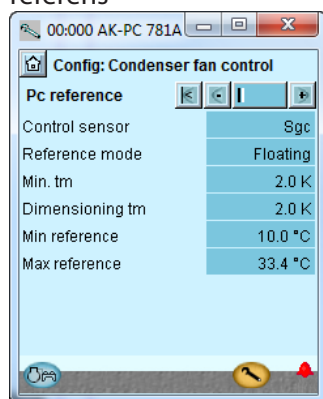 referens
00:000 AK-PC 781A
Config: Condenser fan control
Pc reference
Control sensor Sgc
Reference mode Floating
Min. tm 2.0 K
Dimensioning tm 2.0 K
Min reference 10.0 °C
Max reference 33.4 °C